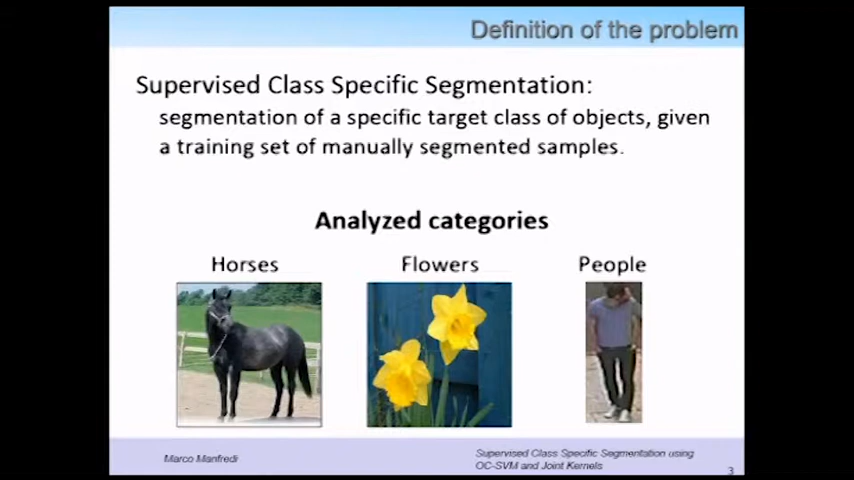 Definition of the problem
Supervised Class Specific Segmentation:
segmentation of a specific target class of objects, given
a training set of manually segmented samples.
Analyzed categories
Horses
Flowers
People
Marco Manfredi
Supervised Class Specific Segmentation using
OC-SVM and Joint Kernels
3